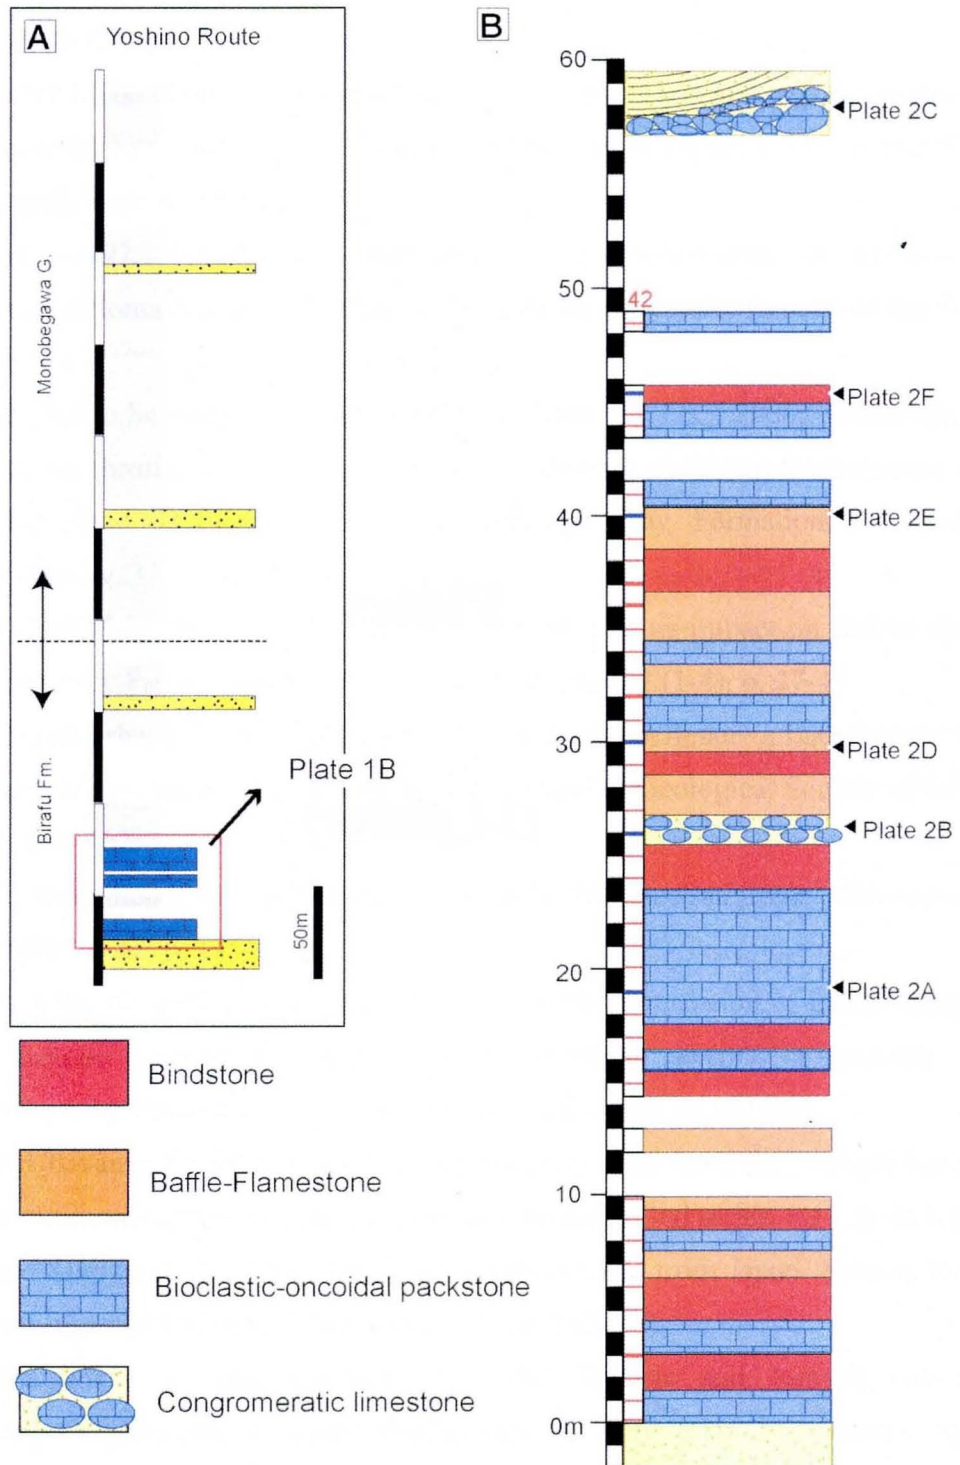 A
Yoshino Route
Monobegawa G.
Birafu Fm.
Plate 1B
50m
Bindstone
Baffle-Flamestone
Bioclastic-oncoidal packstone
Congromeratic limestone
B
60
50
40
30
20
10
0m
42
Plate 2C
Plate 2F
Plate 2E
Plate 2D
Plate 2B
Plate 2A